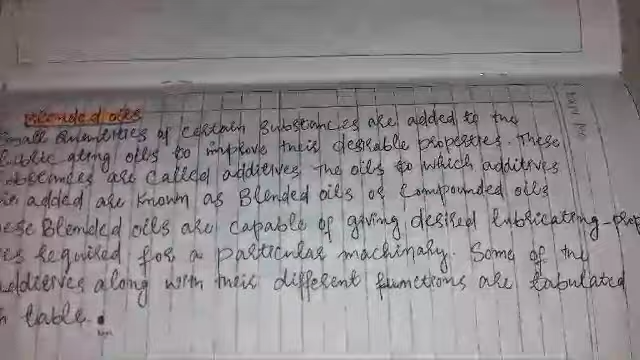 Blended oils
Small Quantities of certain Substances are added to the
lubricating oils to improve their desirable properties. These
substances are called additives the oils to which additives
are added are known as Blended oils or Compounded oils
These Blended oils are capable of giving desired lubricating-prop
ies required for a particular machinary. Some of the
additives along with their different functions are tabulated
in table.